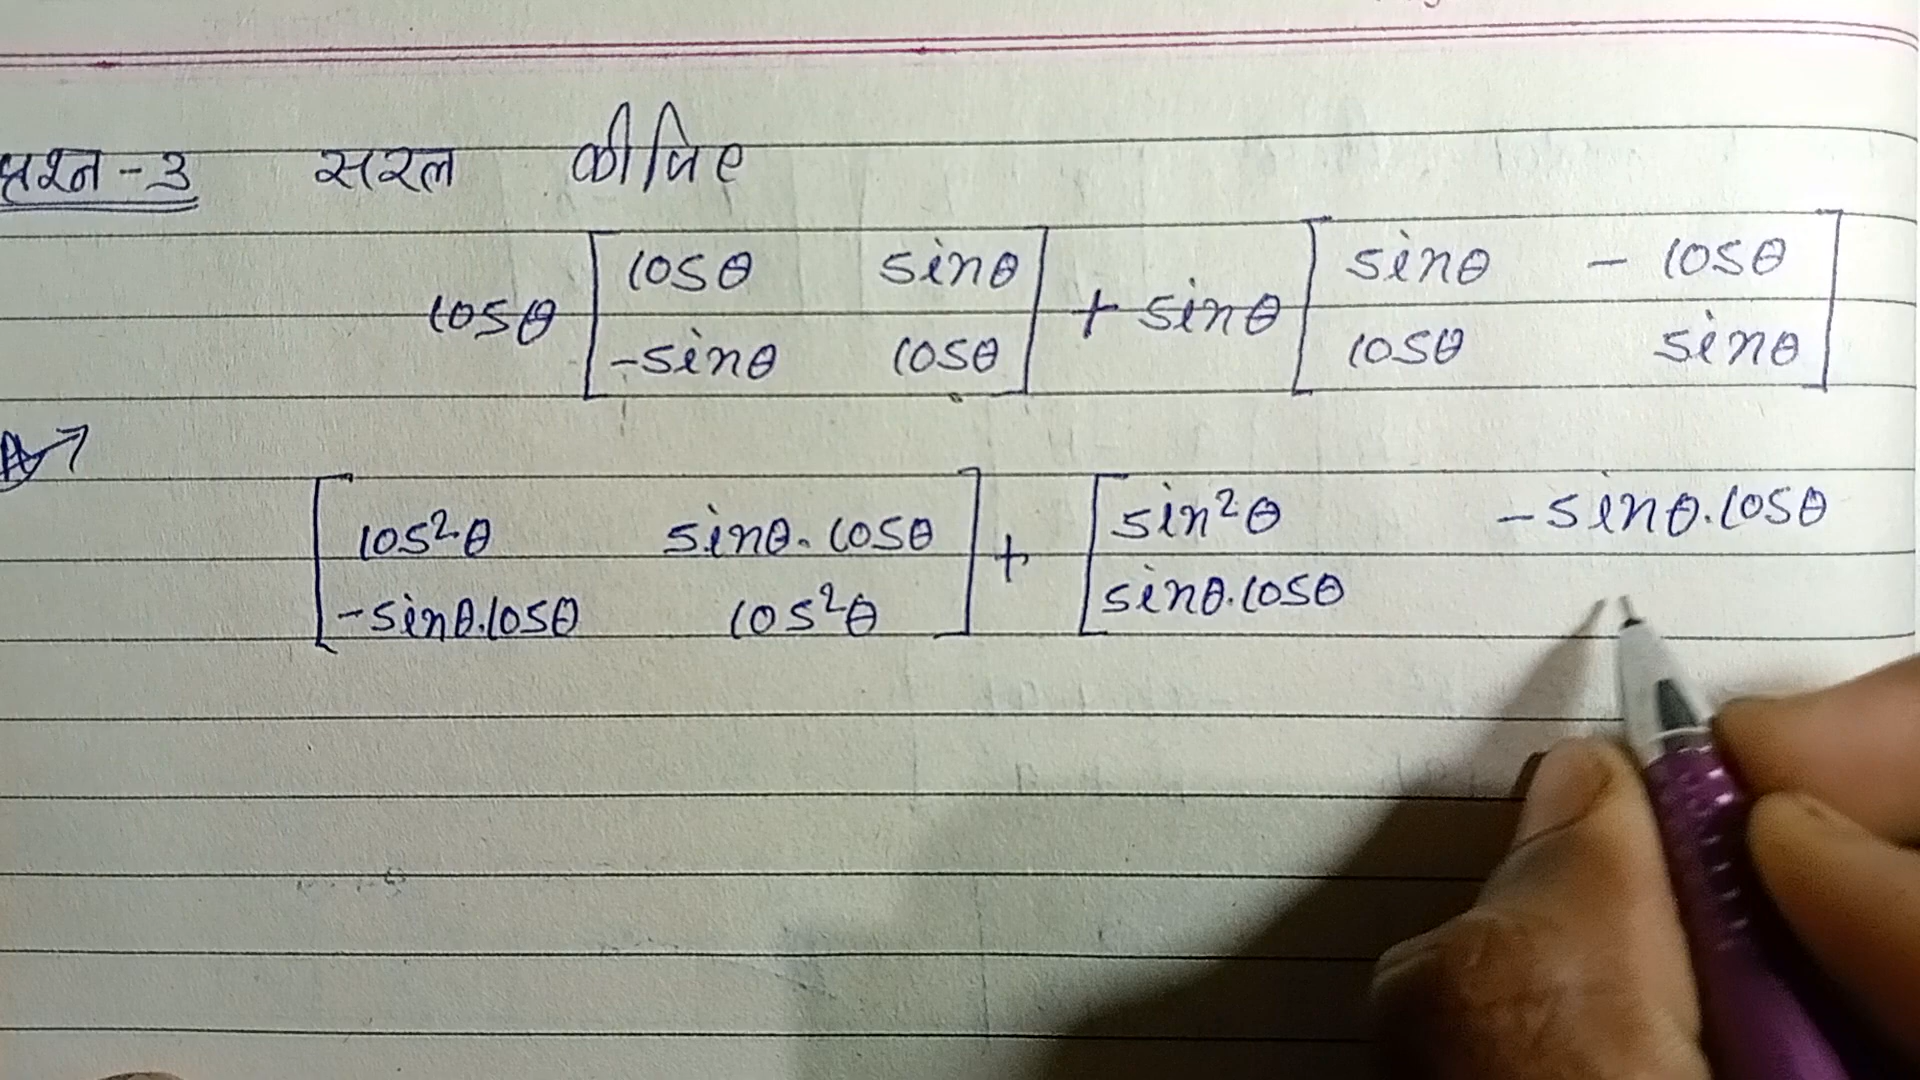 प्रश्न-3 सरल कीजिए
cosθ [ cosθ sinθ ] + sinθ [ sinθ - cosθ ]
[ -sinθ cosθ ] [ cosθ sinθ ]
[ cos²θ sinθ.cosθ ] + [ sin²θ -sinθ.cosθ
[ -sinθ.cosθ cos²θ ] [ sinθ.cosθ